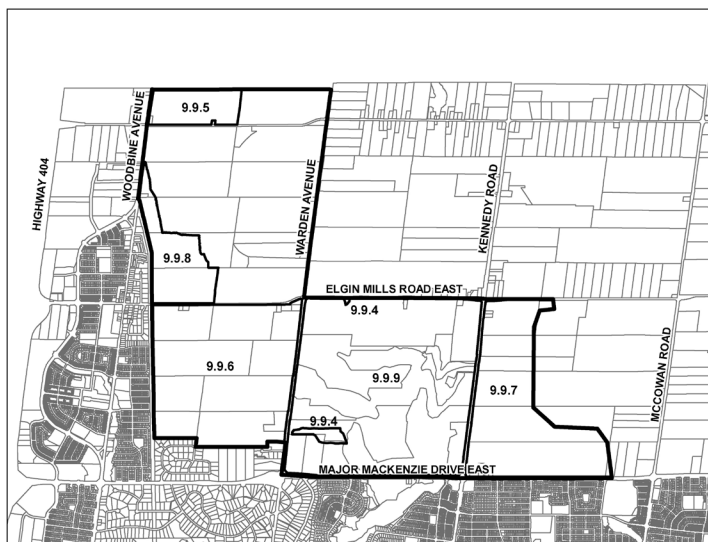 9.9.5
WOODBINE AVENUE
HIGHWAY 404
WARDEN AVENUE
KENNEDY ROAD
9.9.8
ELGIN MILLS ROAD EAST
9.9.4
MCCOWAN ROAD
9.9.6
9.9.9
9.9.7
9.9.4
MAJOR MACKENZIE DRIVE EAST